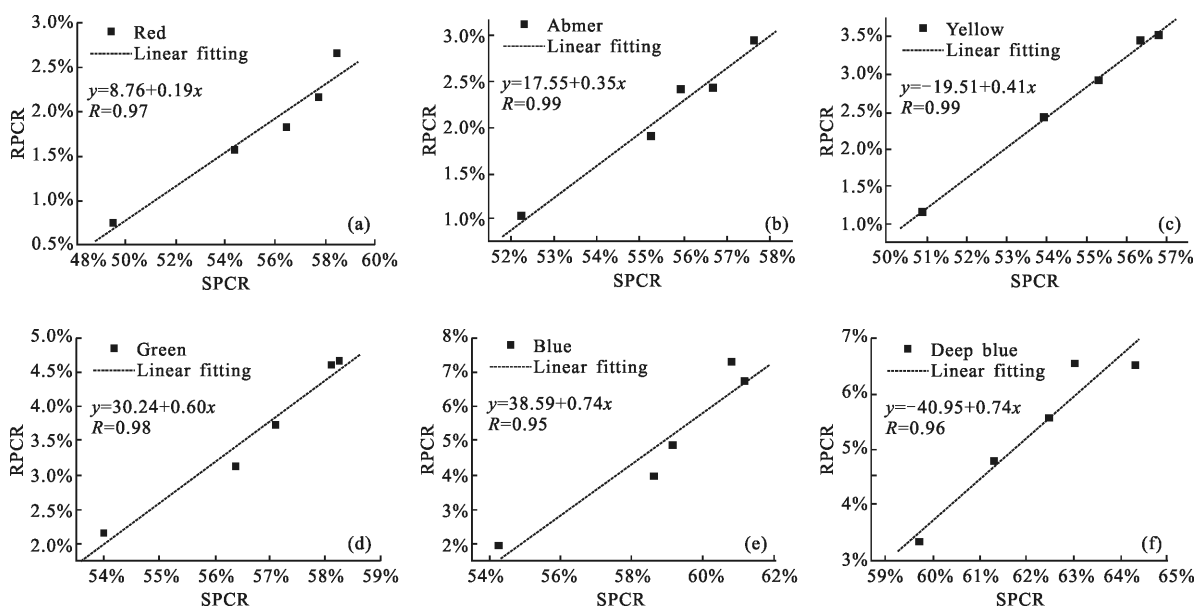 3.0%
2.5%
2.0%
1.5%
1.0%
0.5%
RPCR
Red
Linear fitting
y=8.76+0.19x
R=0.97
(a)
48% 50% 52% 54% 56% 58% 60%
SPCR
3.0%
2.5%
2.0%
1.5%
1.0%
RPCR
Abmer
Linear fitting
y=17.55+0.35x
R=0.99
(b)
52% 53% 54% 55% 56% 57% 58%
SPCR
3.5%
3.0%
2.5%
2.0%
1.5%
1.0%
RPCR
Yellow
Linear fitting
y=-19.51+0.41x
R=0.99
(c)
50% 51% 52% 53% 54% 55% 56% 57%
SPCR
5.0%
4.5%
4.0%
3.5%
3.0%
2.5%
2.0%
RPCR
Green
Linear fitting
y=30.24+0.60x
R=0.98
(d)
54% 55% 56% 57% 58% 59%
SPCR
8%
7%
6%
5%
4%
3%
2%
RPCR
Blue
Linear fitting
y=38.59+0.74x
R=0.95
(e)
54% 56% 58% 60% 62%
SPCR
7%
6%
5%
4%
3%
RPCR
Deep blue
Linear fitting
y=-40.95+0.74x
R=0.96
(f)
59% 60% 61% 62% 63% 64% 65%
SPCR